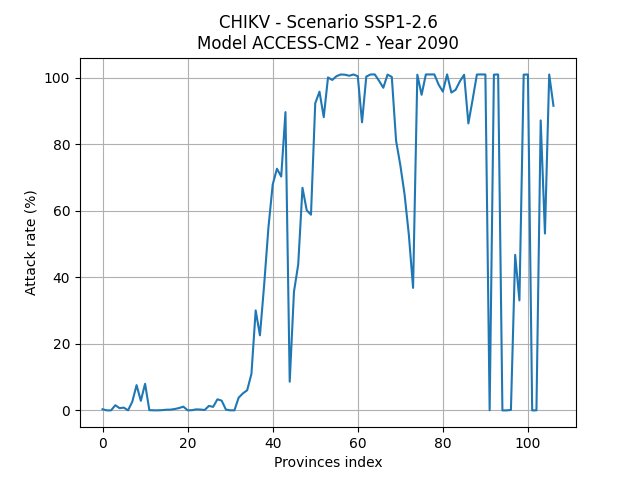 CHIKV - Scenario SSP1-2.6
Model ACCESS-CM2 - Year 2090
100
80
60
40
20
0
Attack rate (%)
0 20 40 60 80 100
Provinces index